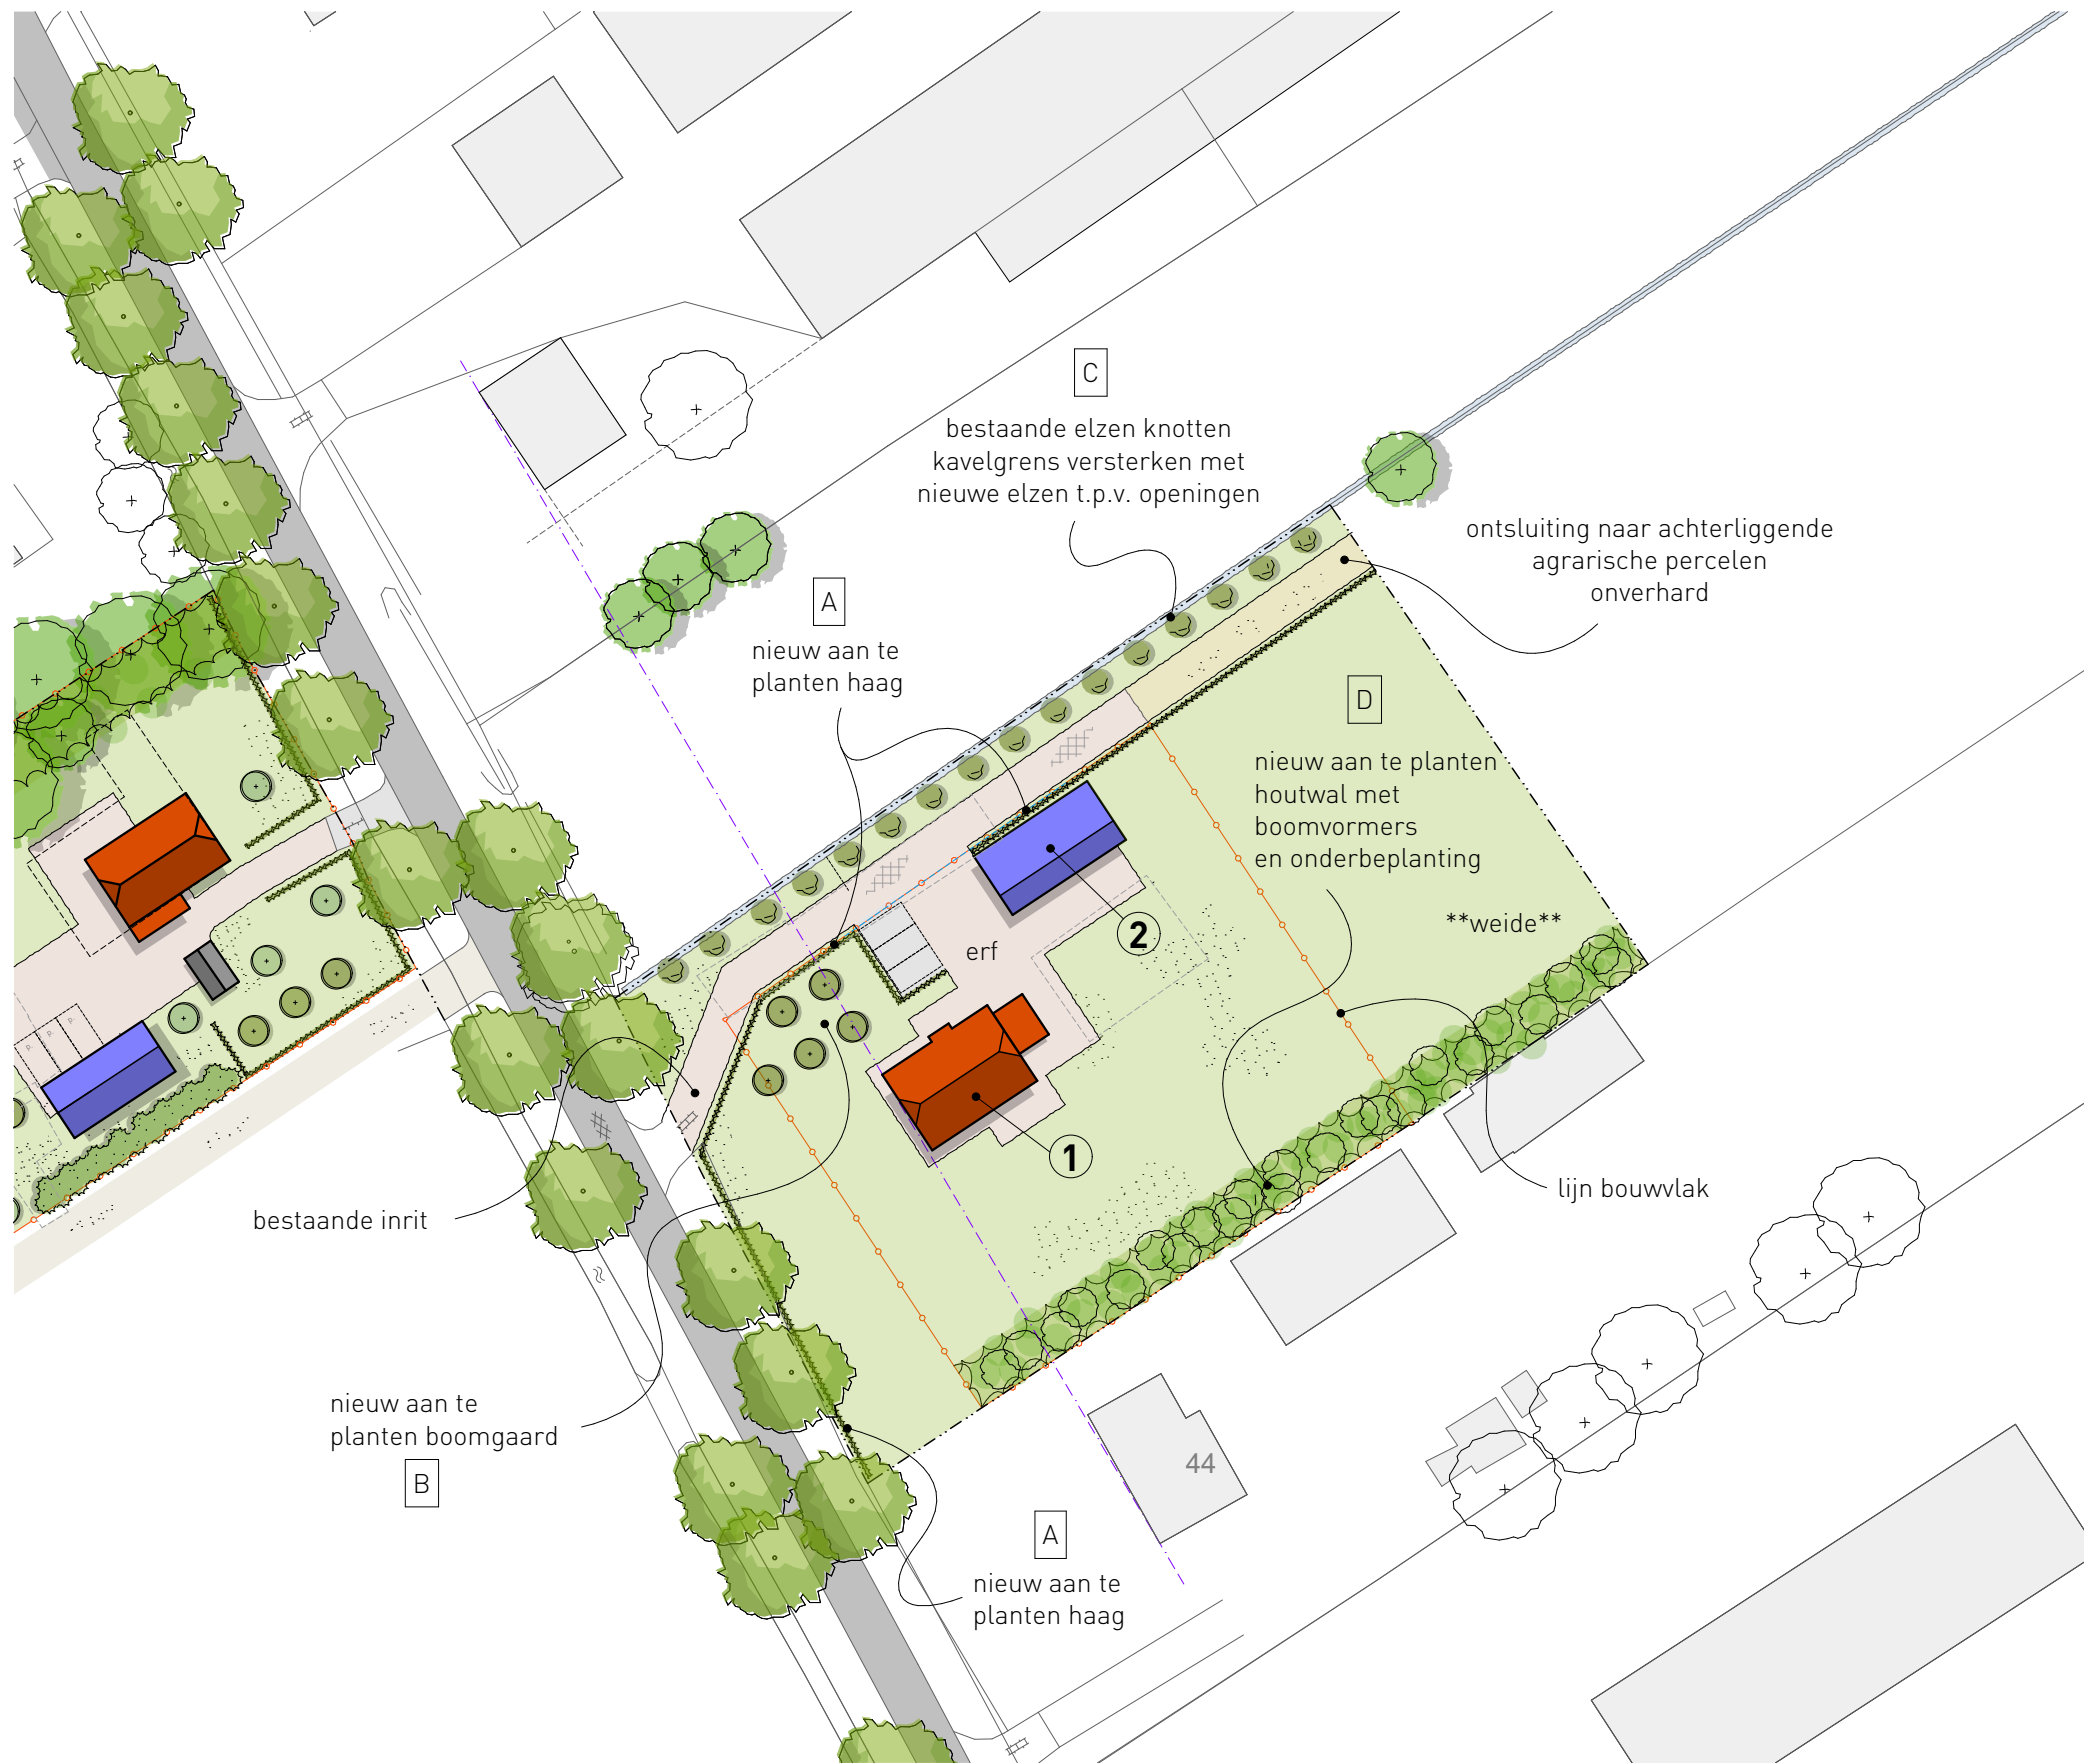 C
bestaande elzen knotten
kavelgrens versterken met
nieuwe elzen t.p.v. openingen
ontsluiting naar achterliggende
agrarische percelen
onverhard
A
nieuw aan te
planten haag
D
nieuw aan te planten
houtwal met
boomvormers
en onderbeplanting
**weide**
2
erf
1
lijn bouwvlak
bestaande inrit
nieuw aan te
planten boomgaard
B
44
A
nieuw aan te
planten haag